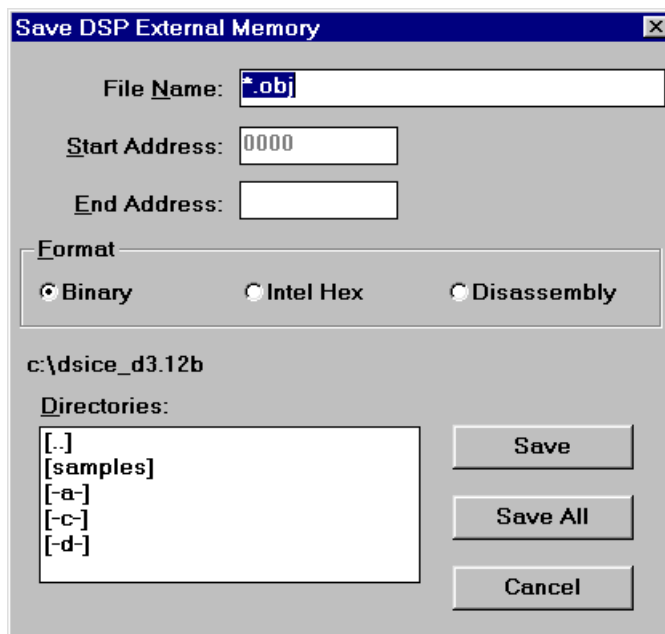 Save DSP External Memory
File Name: *.obj
Start Address: 0000
End Address:
Format
Binary Intel Hex Disassembly
c:\dsice_d3.12b
Directories:
[..]
[samples]
[-a-]
[-c-]
[-d-]
Save
Save All
Cancel